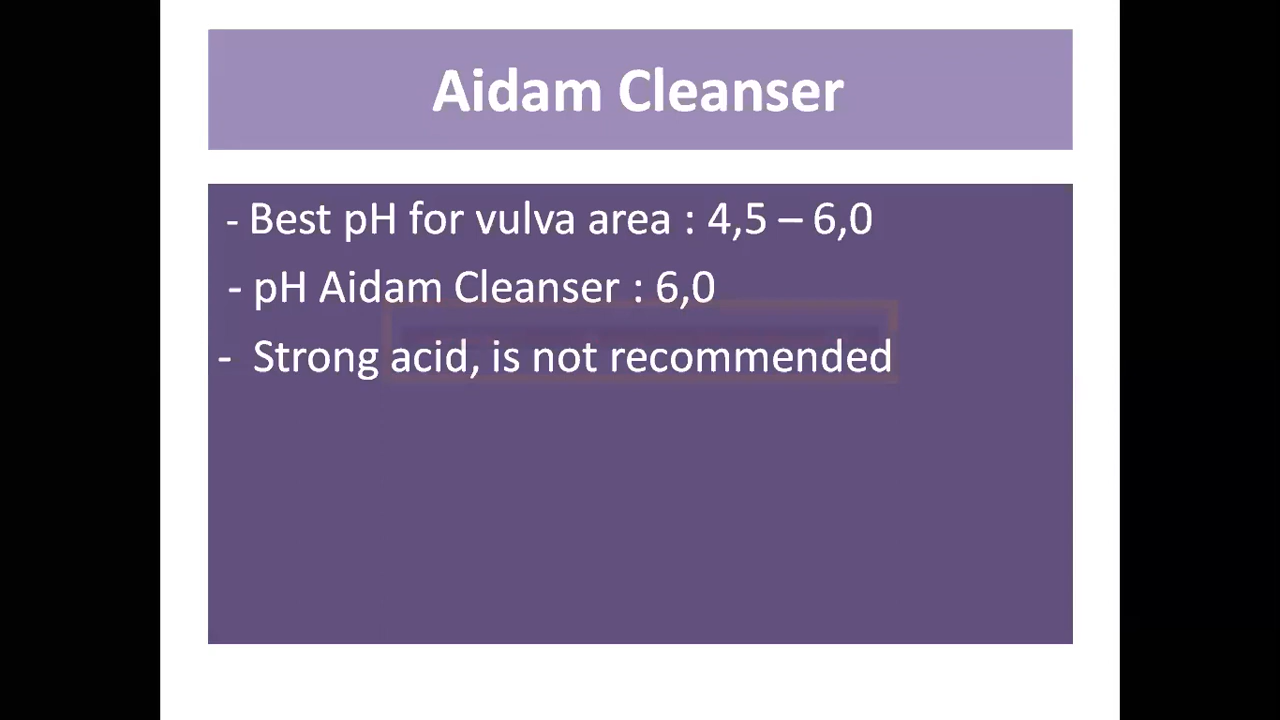 Aidam Cleanser
- Best pH for vulva area : 4,5 – 6,0
- pH Aidam Cleanser : 6,0
- Strong acid, is not recommended